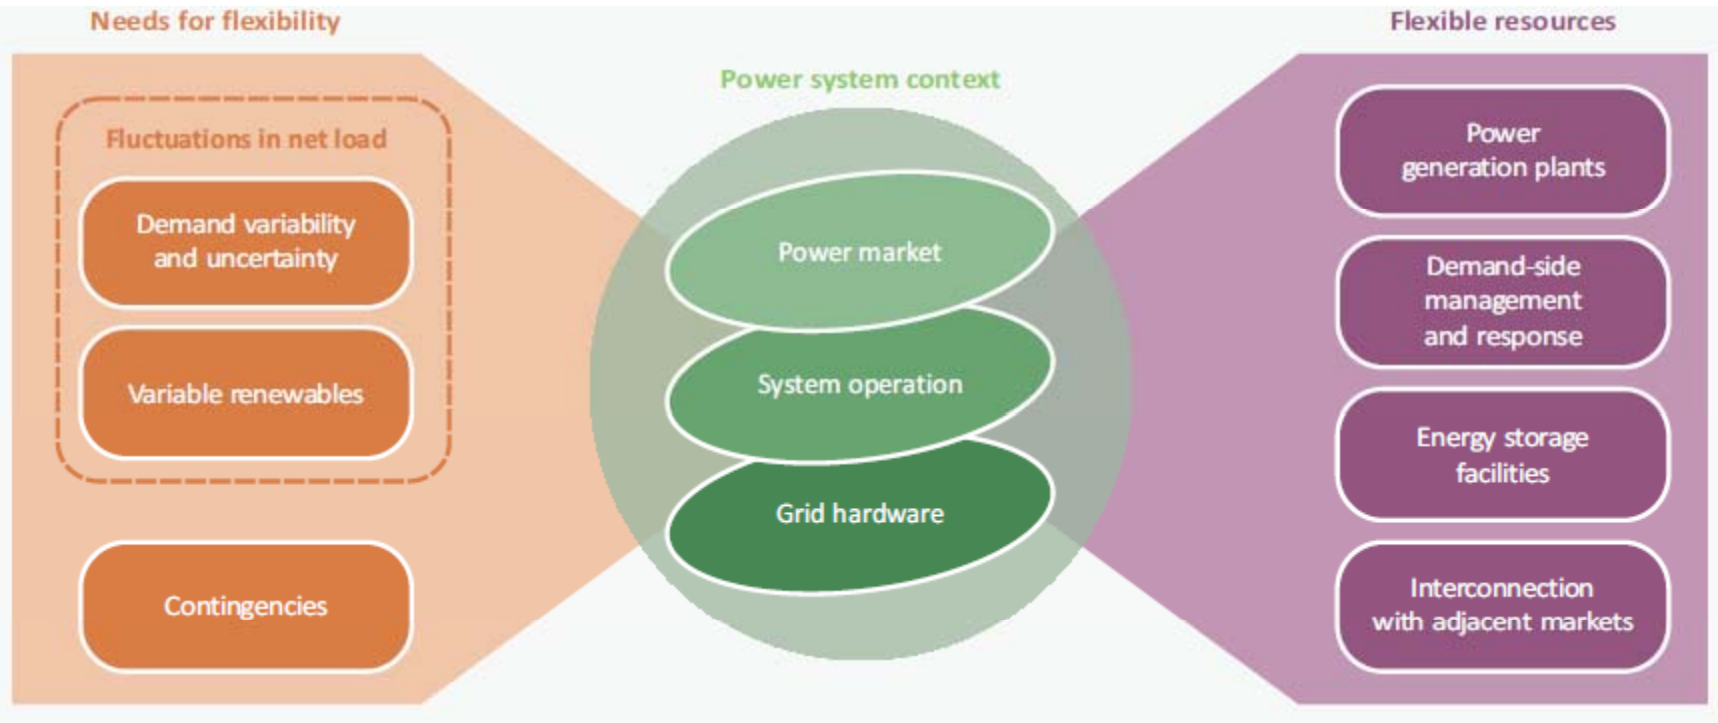 Needs for flexibility
Fluctuations in net load
Demand variability
and uncertainty
Variable renewables
Contingencies
Power system context
Power market
System operation
Grid hardware
Flexible resources
Power
generation plants
Demand-side
management
and response
Energy storage
facilities
Interconnection
with adjacent markets